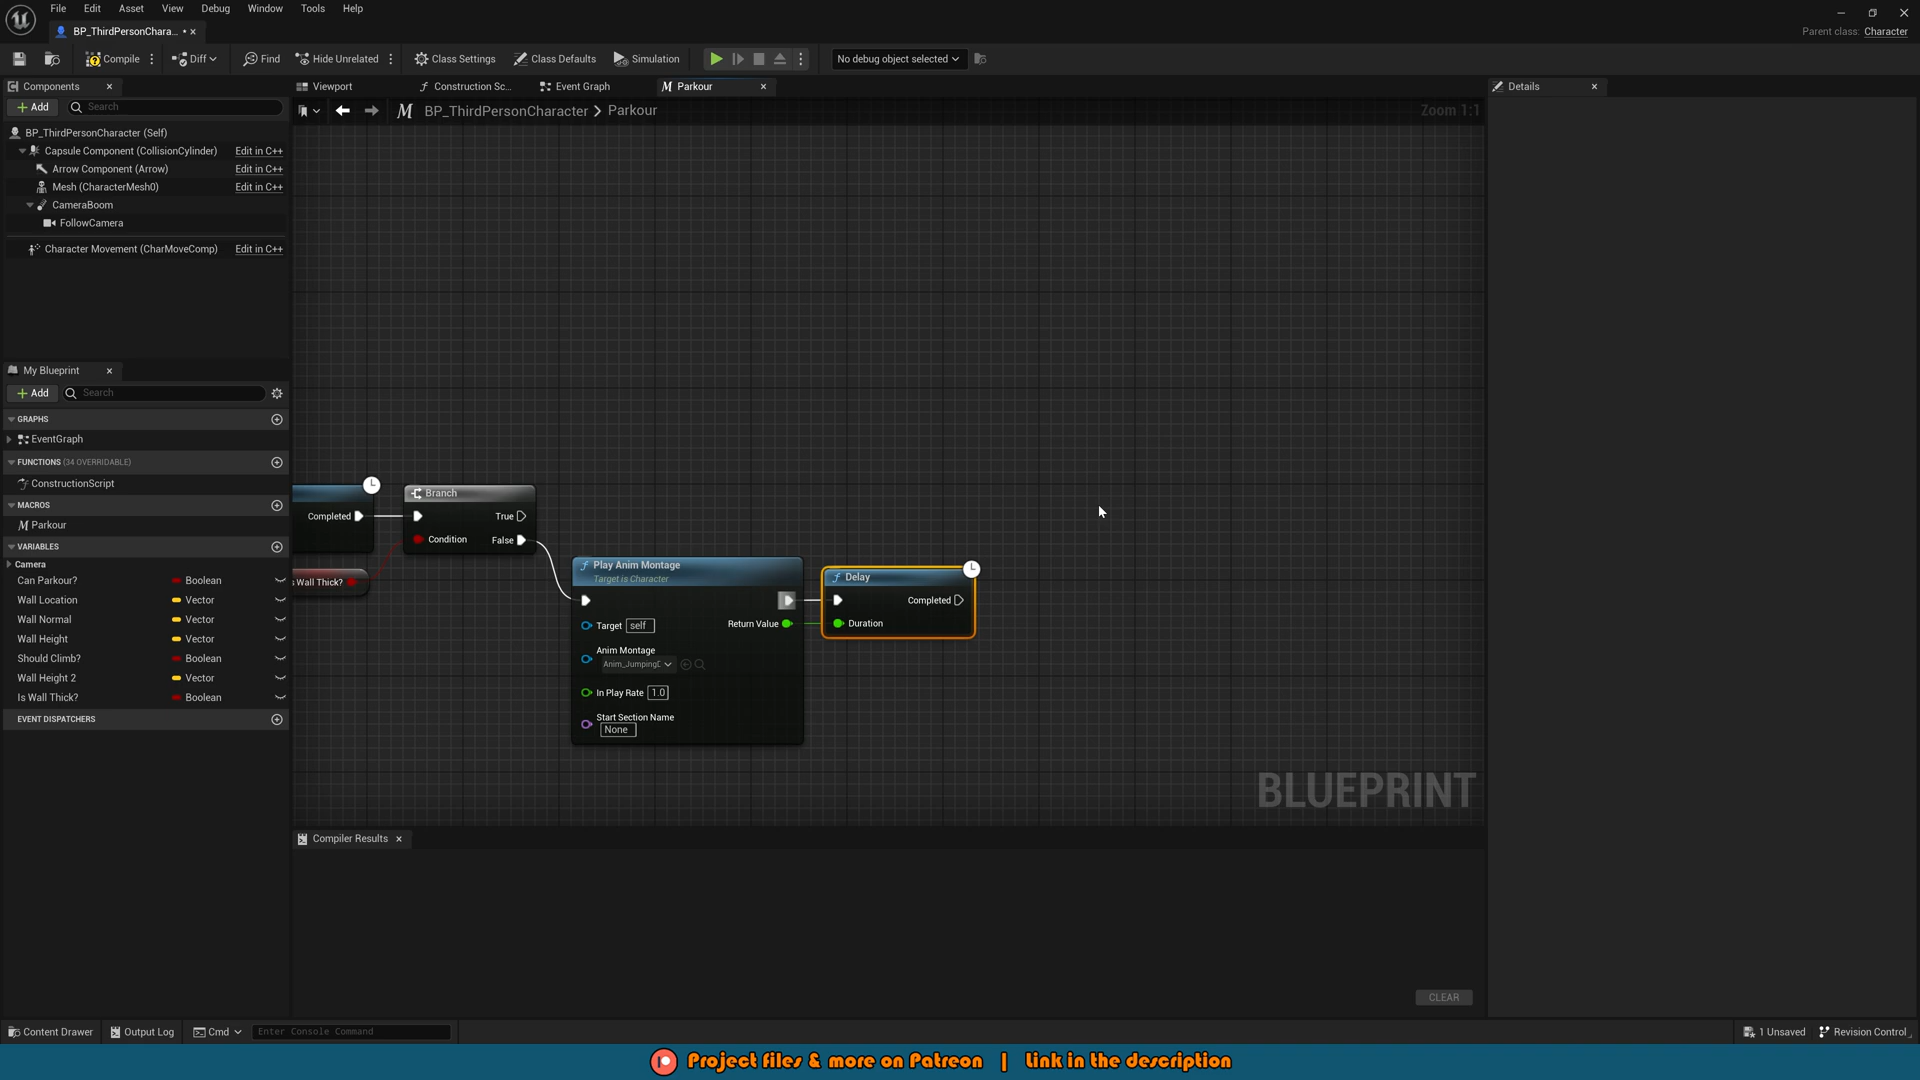 File Edit Asset View Debug Window Tools Help
BP_ThirdPersonChara...
Parent class: Character
Compile Diff Find Hide Unrelated Class Settings Class Defaults Simulation No debug object selected
Components
Add Search
BP_ThirdPersonCharacter (Self)
Capsule Component (CollisionCylinder) Edit in C++
Arrow Component (Arrow) Edit in C++
Mesh (CharacterMesh0) Edit in C++
CameraBoom
FollowCamera
Character Movement (CharMoveComp) Edit in C++
My Blueprint
Add Search
GRAPHS
EventGraph
FUNCTIONS (34 OVERRIDABLE)
ConstructionScript
MACROS
Parkour
VARIABLES
Camera
Can Parkour? Boolean
Wall Location Vector
Wall Normal Vector
Wall Height Vector
Should Climb? Boolean
Wall Height 2 Vector
Is Wall Thick? Boolean
EVENT DISPATCHERS
Viewport Construction Sc... Event Graph Parkour
BP_ThirdPersonCharacter > Parkour
Zoom 1:1
Completed
s Wall Thick?
Branch
True
Condition False
Play Anim Montage
Target is Character
Target self Return Value
Anim Montage
Anim_Jumping
In Play Rate 1.0
Start Section Name
None
Delay
Completed
Duration
BLUEPRINT
Compiler Results
CLEAR
Details
Content Drawer Output Log Cmd Enter Console Command 1 Unsaved Revision Control
Project files & more on Patreon | Link in the description